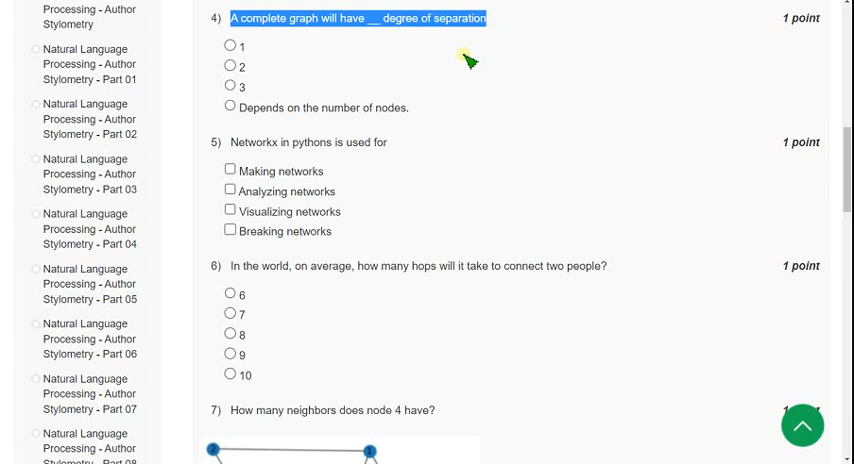 Processing - Author
Stylometry
Natural Language
Processing - Author
Stylometry - Part 01
Natural Language
Processing - Author
Stylometry - Part 02
Natural Language
Processing - Author
Stylometry - Part 03
Natural Language
Processing - Author
Stylometry - Part 04
Natural Language
Processing - Author
Stylometry - Part 05
Natural Language
Processing - Author
Stylometry - Part 06
Natural Language
Processing - Author
Stylometry - Part 07
Natural Language
Processing - Author
Stylometry - Part 08
4) A complete graph will have __ degree of separation 1 point
1
2
3
Depends on the number of nodes.
5) Networkx in pythons is used for 1 point
Making networks
Analyzing networks
Visualizing networks
Breaking networks
6) In the world, on average, how many hops will it take to connect two people? 1 point
6
7
8
9
10
7) How many neighbors does node 4 have?
2 1